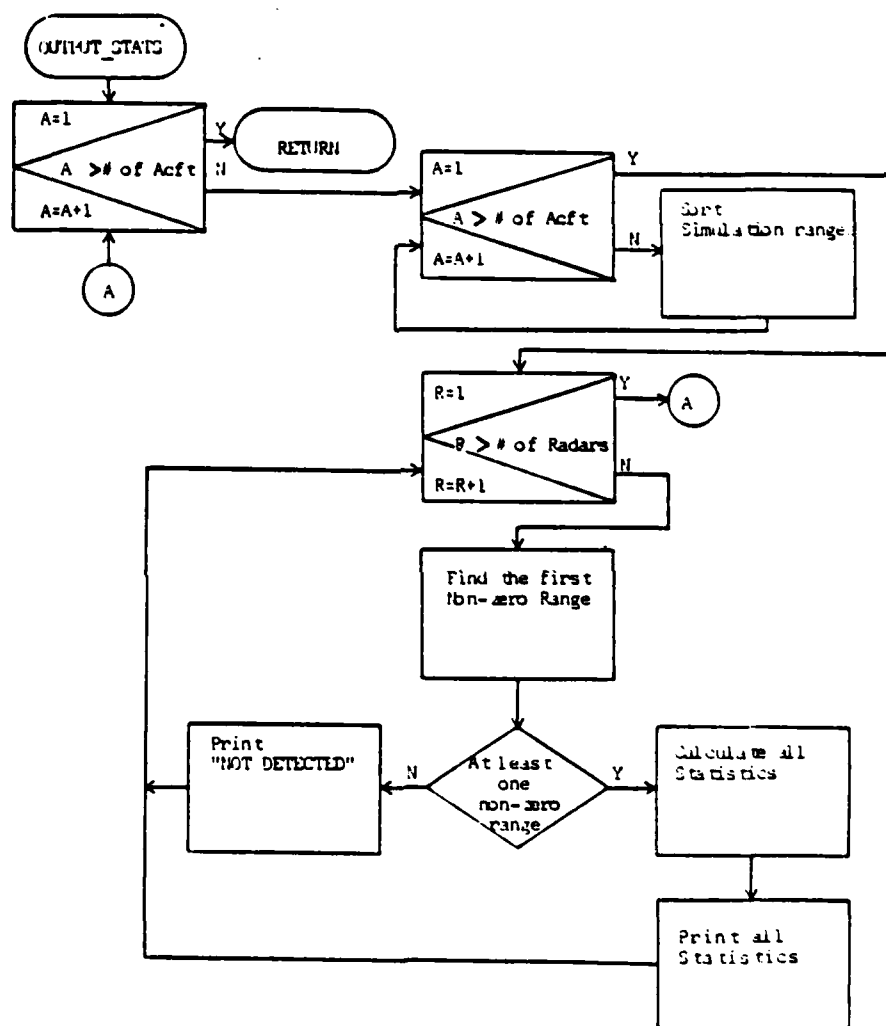 OUTPUT_STATS
A=1
A ># of Acft
A=A+1
Y
N
RETURN
A
A=1
A > # of Acft
A=A+1
Y
N
Sort
Simulation range
R=1
R > # of Radars
R=R+1
Y
N
A
Find the first
Non-zero Range
At least
one
non-zero
range
N
Y
Print
"NOT DETECTED"
Calculate all
Statistics
Print all
Statistics